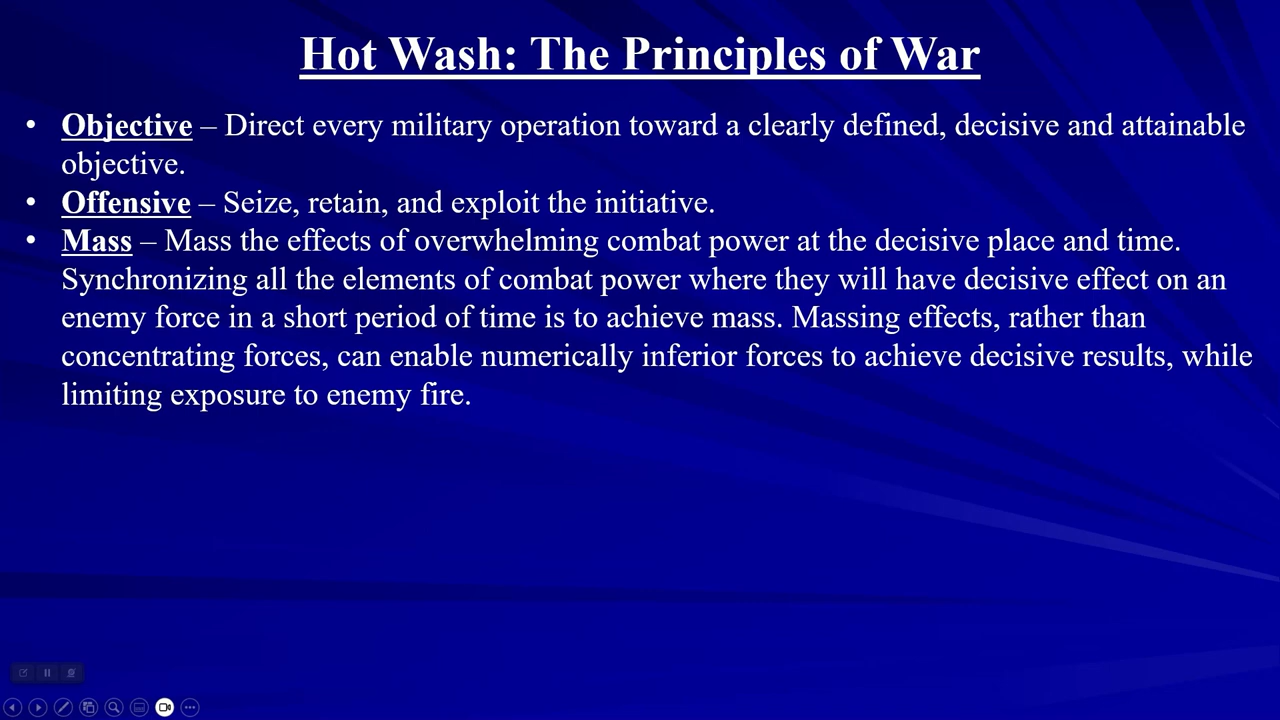 Hot Wash: The Principles of War
• Objective – Direct every military operation toward a clearly defined, decisive and attainable
objective.
• Offensive – Seize, retain, and exploit the initiative.
• Mass – Mass the effects of overwhelming combat power at the decisive place and time.
Synchronizing all the elements of combat power where they will have decisive effect on an
enemy force in a short period of time is to achieve mass. Massing effects, rather than
concentrating forces, can enable numerically inferior forces to achieve decisive results, while
limiting exposure to enemy fire.